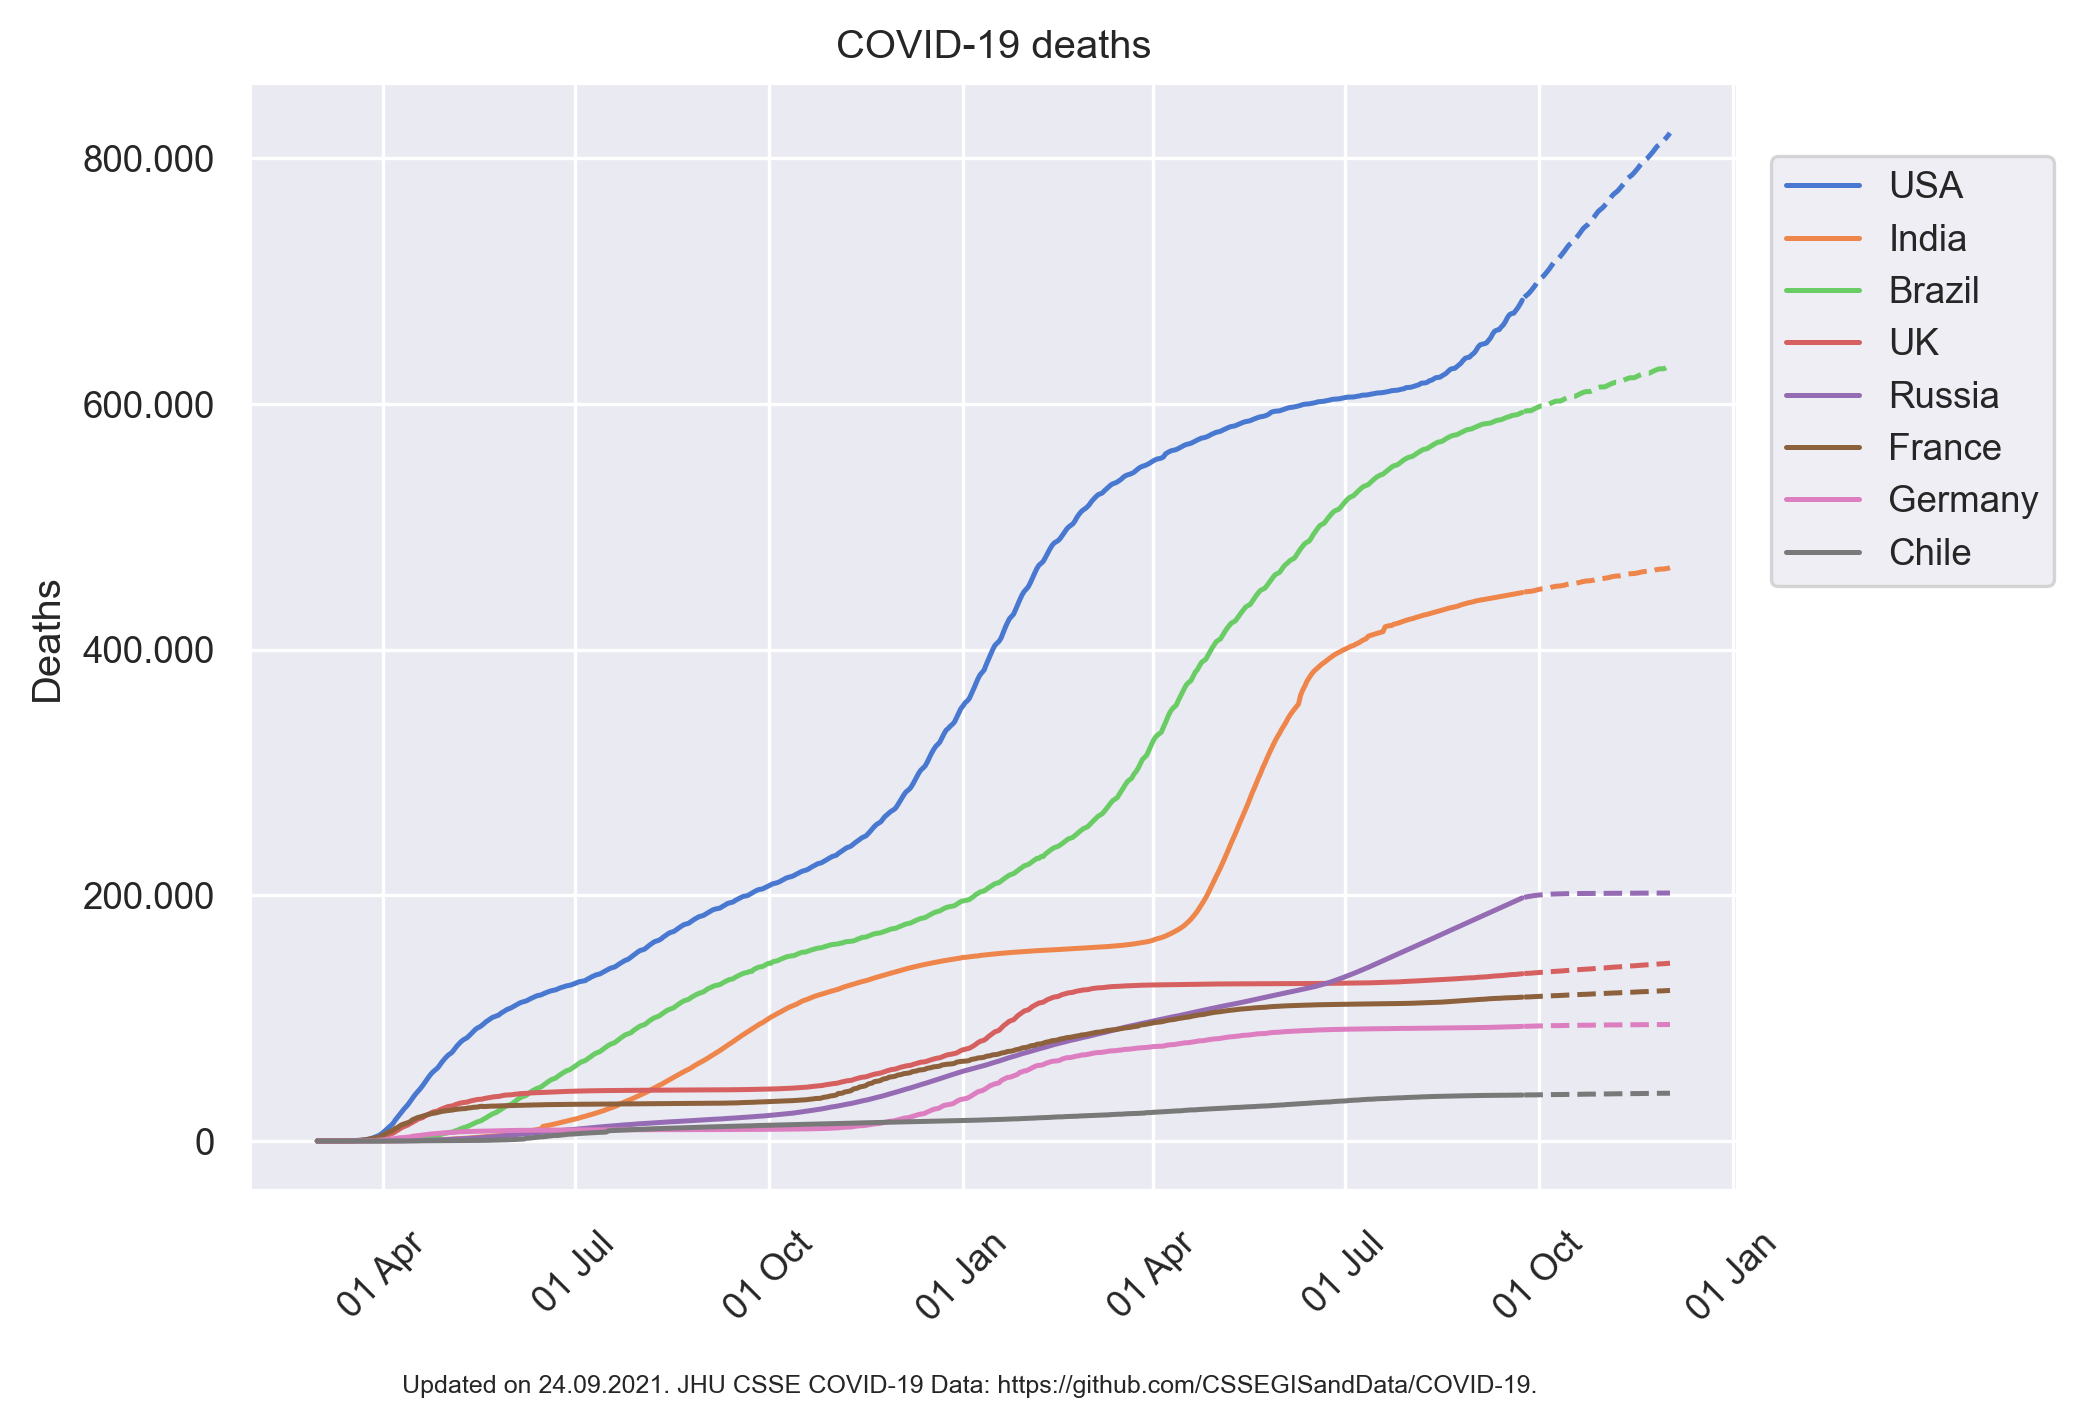 COVID-19 deaths
800.000
600.000
400.000
200.000
0
Deaths
01 Apr
01 Jul
01 Oct
01 Jan
01 Apr
01 Jul
01 Oct
01 Jan
USA
India
Brazil
UK
Russia
France
Germany
Chile
Updated on 24.09.2021. JHU CSSE COVID-19 Data: https://github.com/CSSEGISandData/COVID-19.